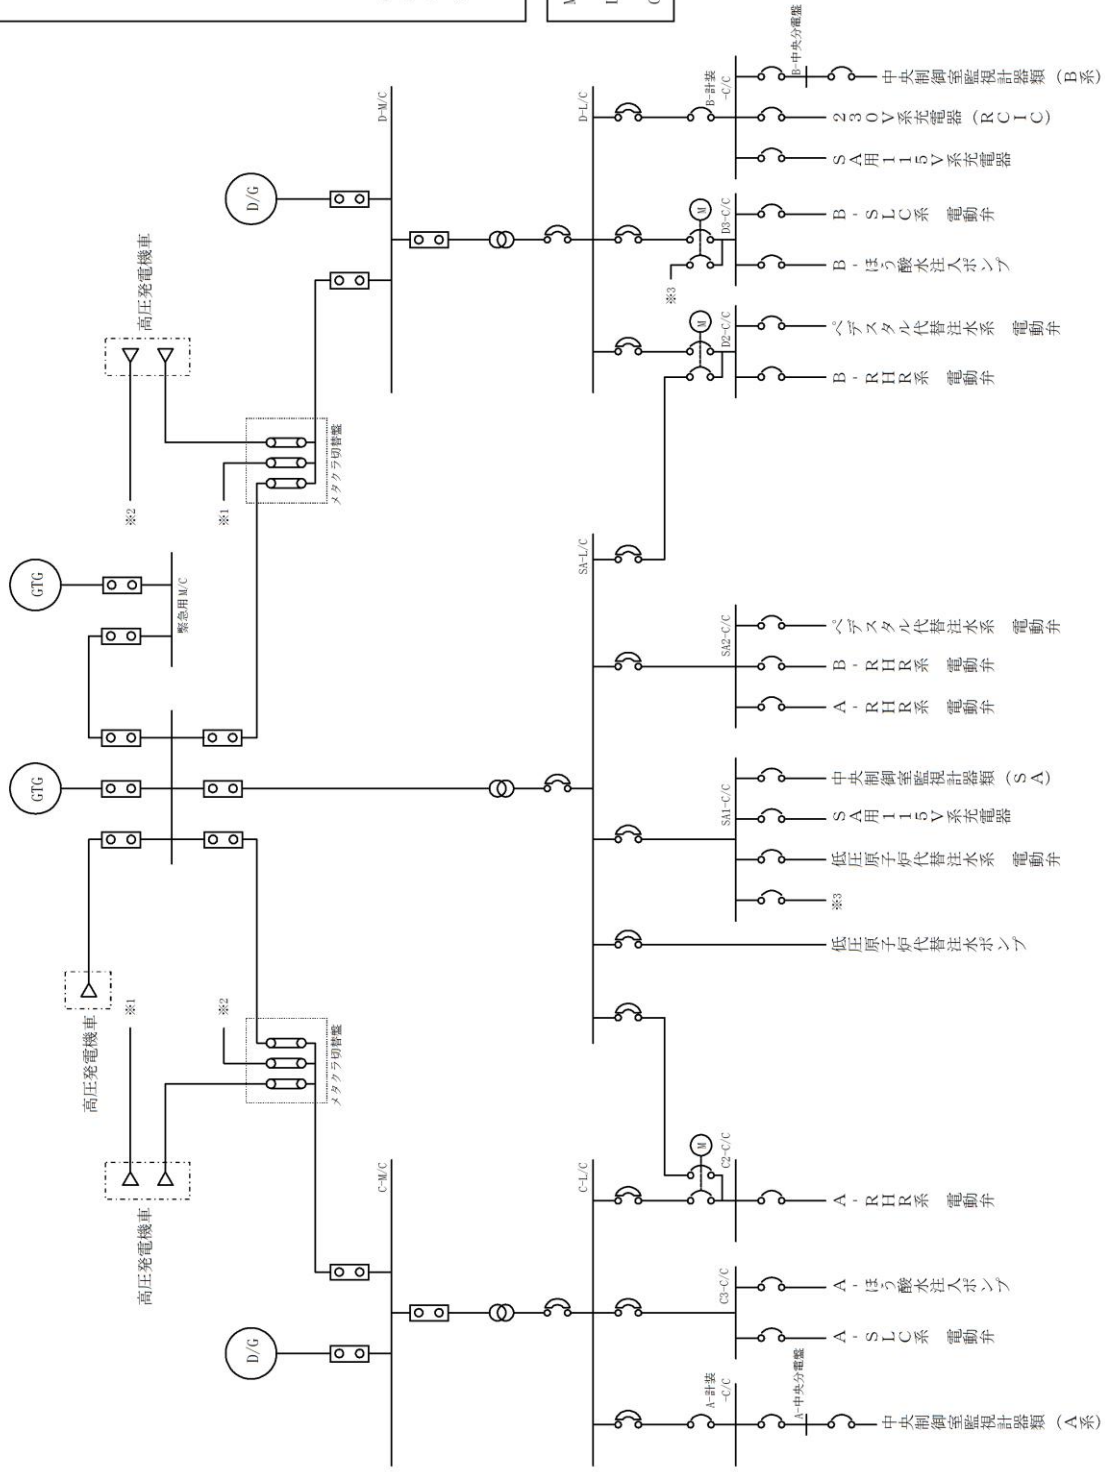 B-中央分電盤
高圧発電機車
D/G
D-M/C
D-L/C
B-計装
-C/C
中央制御室監視計器類（B系）
230V系充電器（RCIC）
SA用115V系充電器
M
D3-C/C
※3
B-SLC系 電動弁
B-ほう酸水注入ポンプ
M
D2-C/C
ペデスタル代替注水系 電動弁
B-RHR系 電動弁
※2
※1
メタクラ切替盤
GTG
緊急用M/C
SA-L/C
SA2-C/C
ペデスタル代替注水系 電動弁
B-RHR系 電動弁
A-RHR系 電動弁
GTG
SA1-C/C
中央制御室監視計器類（SA）
SA用115V系充電器
低圧原子炉代替注水系 電動弁
※3
低圧原子炉代替注水ポンプ
高圧発電機車
※1
※2
メタクラ切替盤
高圧発電機車
D/G
C-M/C
C-L/C
M
C2-C/C
A-RHR系 電動弁
C3-C/C
A-ほう酸水注入ポンプ
A-SLC系 電動弁
A-計装
-C/C
A-中央分電盤
中央制御室監視計器類（A系）